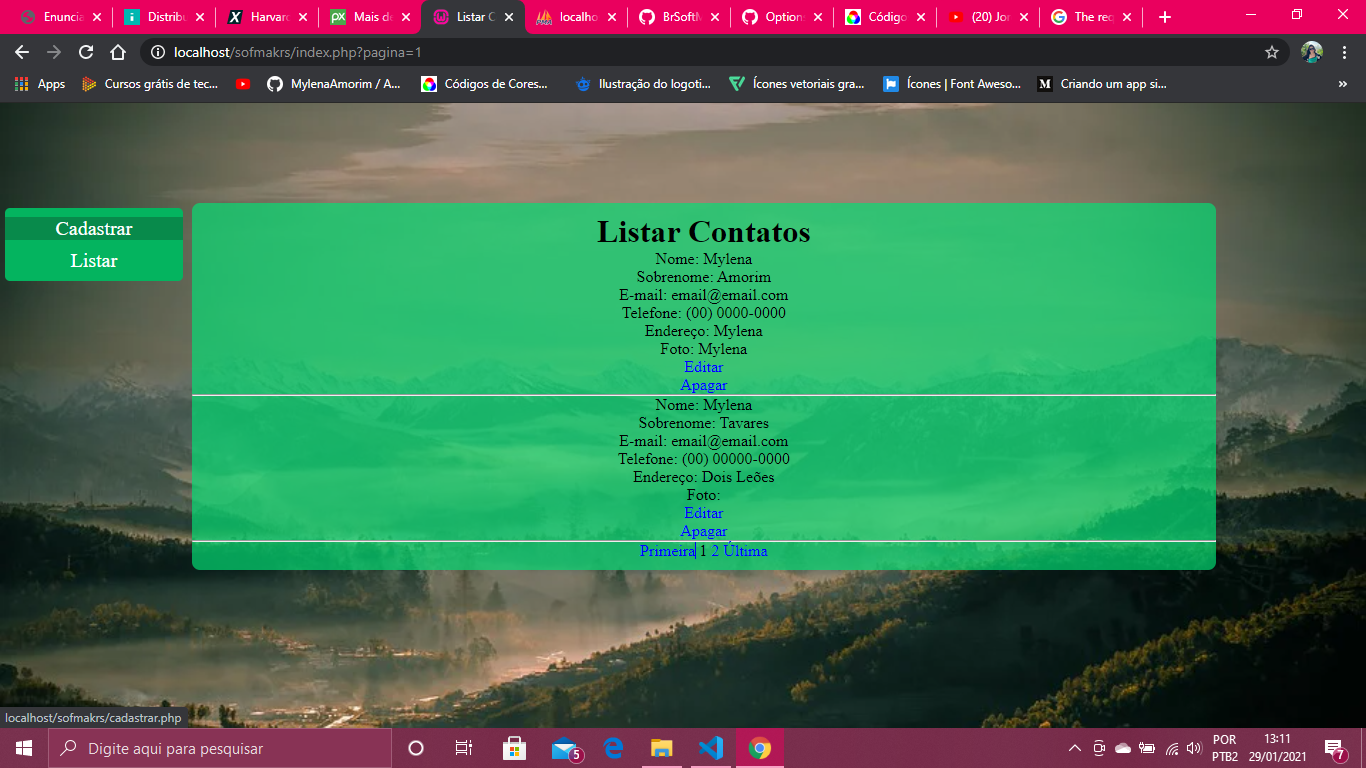 Enuncia
Distribu
Harvard
Mais de
Listar C
localho
BrSoftM
Options
Código
(20) Jor
The req
localhost/sofmakrs/index.php?pagina=1
Apps
Cursos grátis de tec...
MylenaAmorim / A...
Códigos de Cores...
Ilustração do logoti...
Ícones vetoriais gra...
Ícones | Font Aweso...
M
Criando um app si...
»
Cadastrar
Listar
Listar Contatos
Nome: Mylena
Sobrenome: Amorim
E-mail: email@email.com
Telefone: (00) 0000-0000
Endereço: Mylena
Foto: Mylena
Editar
Apagar
Nome: Mylena
Sobrenome: Tavares
E-mail: email@email.com
Telefone: (00) 00000-0000
Endereço: Dois Leões
Foto:
Editar
Apagar
Primeira 1 2 Última
localhost/sofmakrs/cadastrar.php
Digite aqui para pesquisar
5
POR
PTB2
13:11
29/01/2021
7